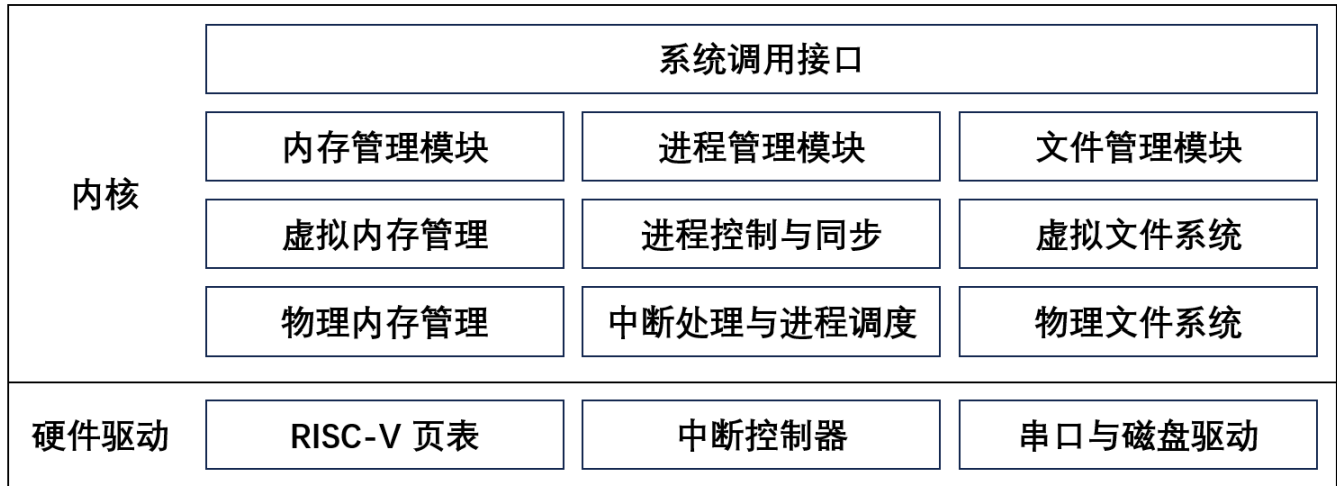 系统调用接口
内存管理模块 进程管理模块 文件管理模块
内核
虚拟内存管理 进程控制与同步 虚拟文件系统
物理内存管理 中断处理与进程调度 物理文件系统
硬件驱动 RISC-V 页表 中断控制器 串口与磁盘驱动